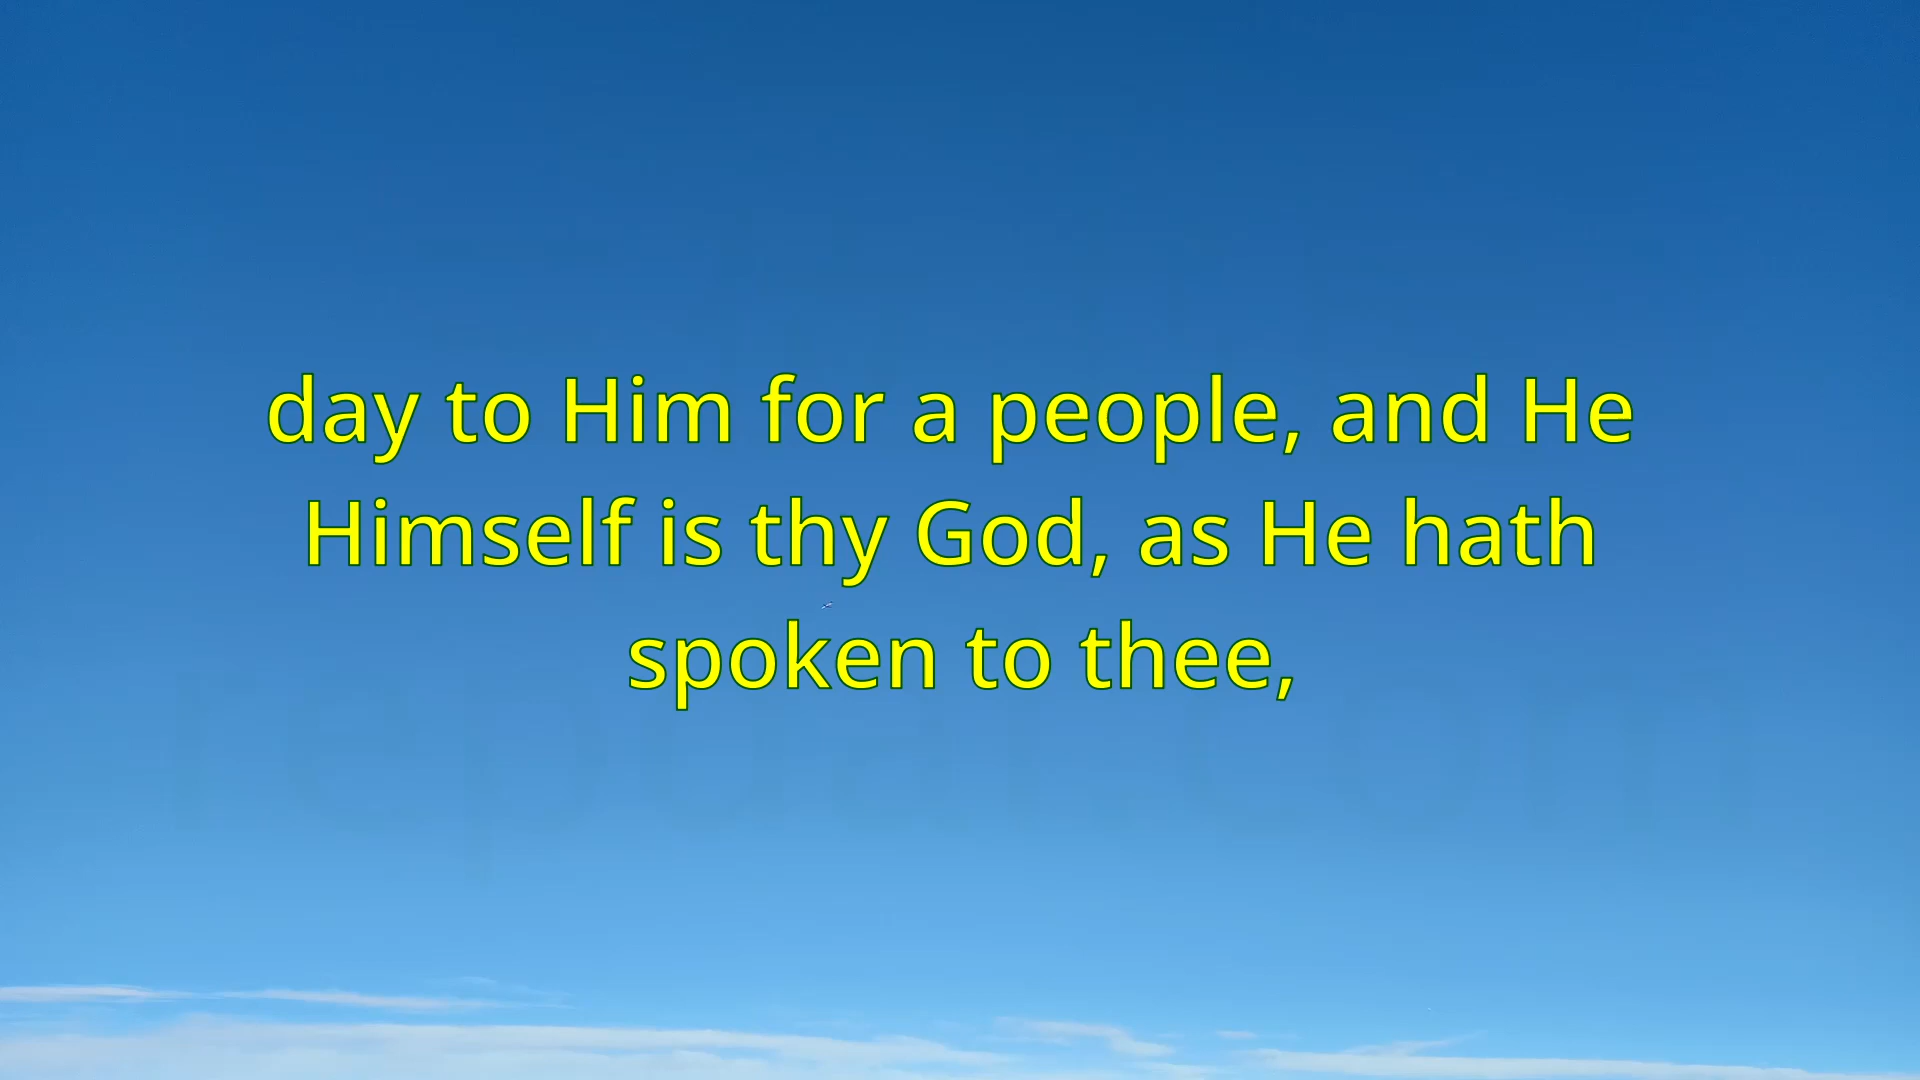 day to Him for a people, and He
Himself is thy God, as He hath
spoken to thee,